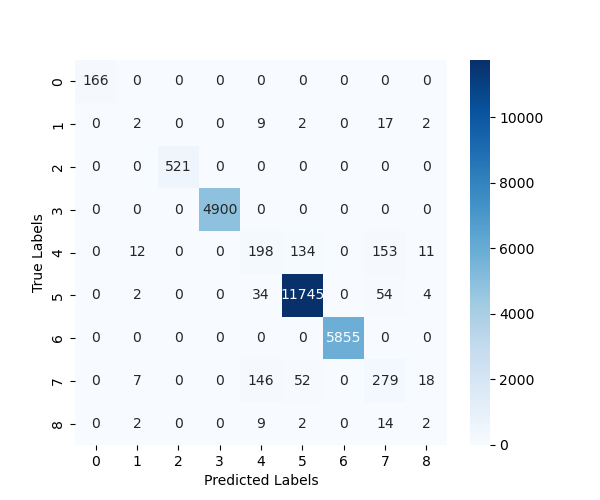 0 166 0 0 0 0 0 0 0 0
1 0 2 0 0 9 2 0 17 2
2 0 0 521 0 0 0 0 0 0
3 0 0 0 4900 0 0 0 0 0
4 0 12 0 0 198 134 0 153 11
5 0 2 0 0 34 11745 0 54 4
6 0 0 0 0 0 0 5855 0 0
7 0 7 0 0 146 52 0 279 18
8 0 2 0 0 9 2 0 14 2
0 1 2 3 4 5 6 7 8
Predicted Labels
True Labels
10000
8000
6000
4000
2000
0